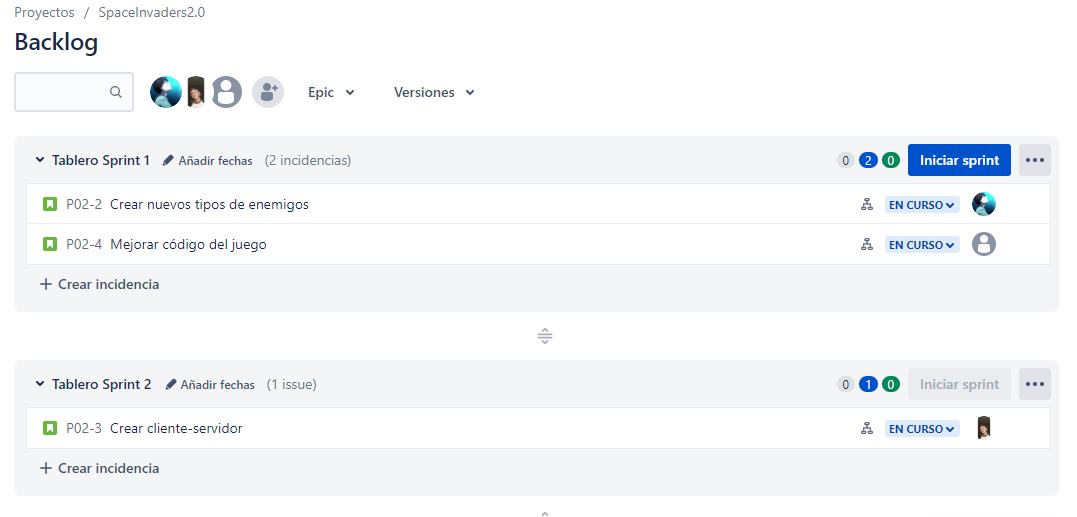 Proyectos / SpaceInvaders2.0
Backlog
Epic Versiones
Tablero Sprint 1 Añadir fechas (2 incidencias) 0 2 0 Iniciar sprint
P02-2 Crear nuevos tipos de enemigos EN CURSO
P02-4 Mejorar código del juego EN CURSO
+ Crear incidencia
Tablero Sprint 2 Añadir fechas (1 issue) 0 1 0 Iniciar sprint
P02-3 Crear cliente-servidor EN CURSO
+ Crear incidencia